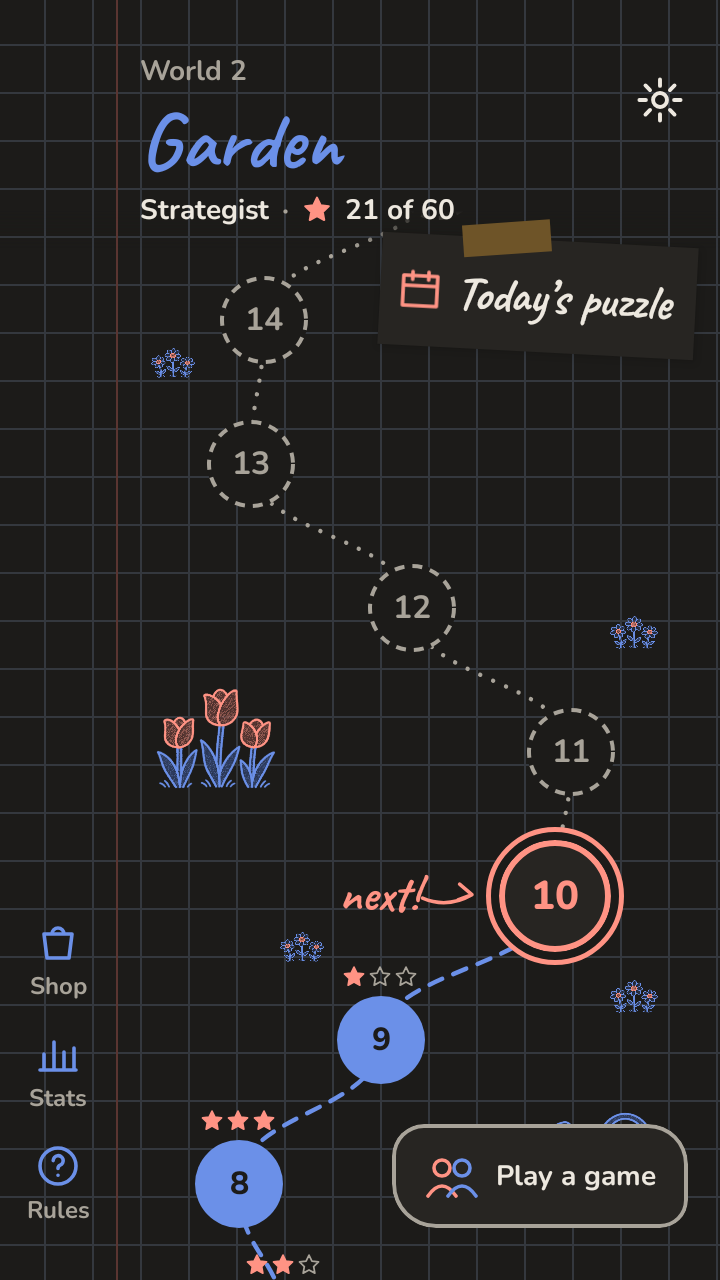 World 2
Garden
Strategist · 21 of 60
Today's puzzle
14
13
12
11
next! 10
Shop
9
Stats
8
Play a game
Rules